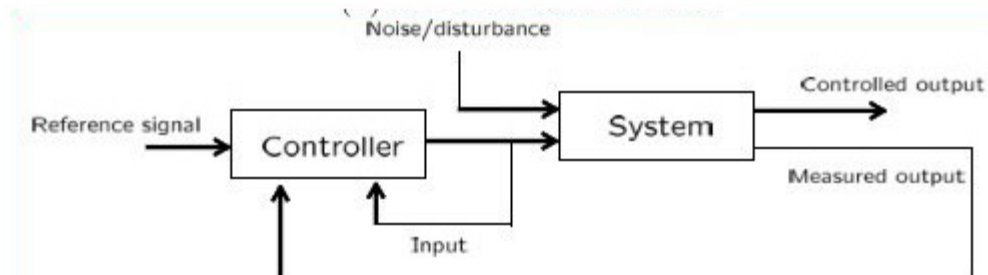 Noise/disturbance
Controlled output
Reference signal
Controller
System
Measured output
Input